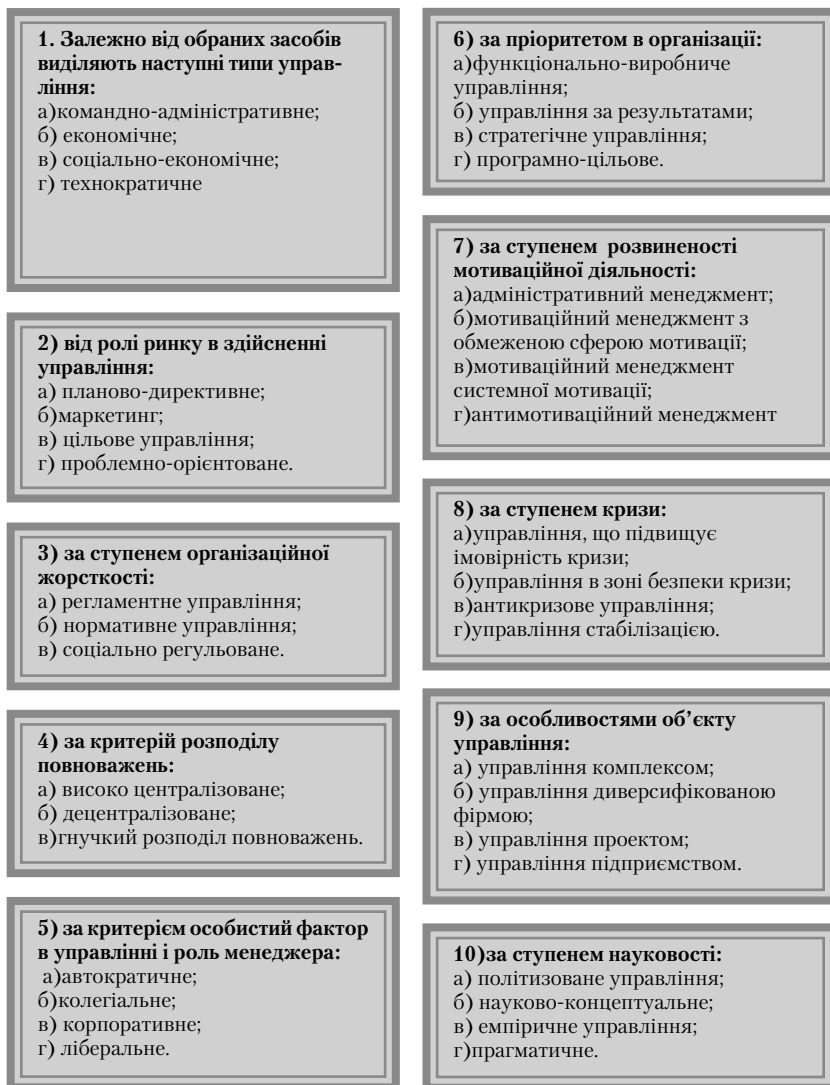 1. Залежно від обраних засобів
виділяють наступні типи управ-
ління:
а)командно-адміністративне;
б) економічне;
в) соціально-економічне;
г) технократичне
2) від ролі ринку в здійсненні
управління:
а) планово-директивне;
б)маркетинг;
в) цільове управління;
г) проблемно-орієнтоване.
3) за ступенем організаційної
жорсткості:
а) регламентне управління;
б) нормативне управління;
в) соціально регульоване.
4) за критерій розподілу
повноважень:
а) високо централізоване;
б) децентралізоване;
в)гнучкий розподіл повноважень.
5) за критерієм особистий фактор
в управлінні і роль менеджера:
а)автократичне;
б)колегіальне;
в) корпоративне;
г) ліберальне.
6) за пріоритетом в організації:
а)функціонально-виробниче
управління;
б) управління за результатами;
в) стратегічне управління;
г) програмно-цільове.
7) за ступенем розвиненості
мотиваційної діяльності:
а)адміністративний менеджмент;
б)мотиваційний менеджмент з
обмеженою сферою мотивації;
в)мотиваційний менеджмент
системної мотивації;
г)антимотиваційний менеджмент
8) за ступенем кризи:
а)управління, що підвищує
імовірність кризи;
б)управління в зоні безпеки кризи;
в)антикризове управління;
г)управління стабілізацією.
9) за особливостями об’єкту
управління:
а) управління комплексом;
б) управління диверсифікованою
фірмою;
в) управління проектом;
г) управління підприємством.
10)за ступенем науковості:
а) політизоване управління;
б) науково-концептуальне;
в) емпіричне управління;
г)прагматичне.